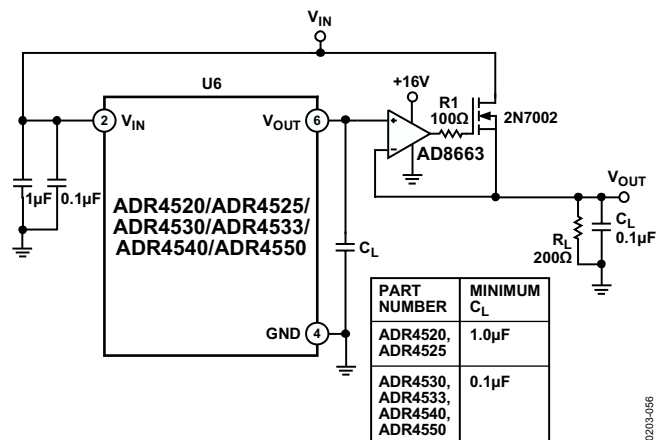 VIN
U6
+16V
R1
100Ω
2 VIN
VOUT 6
+
2N7002
−
AD8663
VOUT
1µF 0.1µF
ADR4520/ADR4525/
ADR4530/ADR4533/
ADR4540/ADR4550
CL
RL
200Ω
CL
0.1µF
GND 4
PART NUMBER
MINIMUM CL
ADR4520, ADR4525
1.0µF
ADR4530, ADR4533, ADR4540, ADR4550
0.1µF